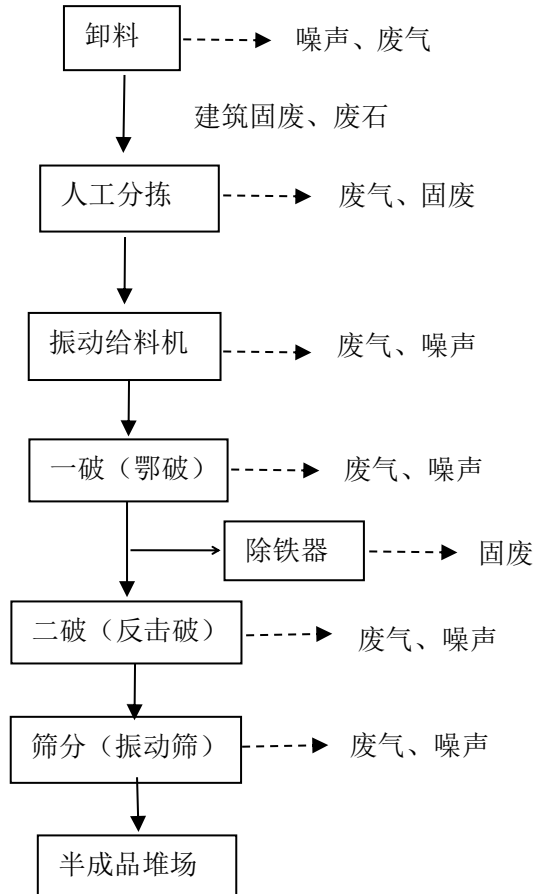 卸料
噪声、废气
建筑固废、废石
人工分拣
废气、固废
振动给料机
废气、噪声
一破（鄂破）
废气、噪声
除铁器
固废
二破（反击破）
废气、噪声
筛分（振动筛）
废气、噪声
半成品堆场